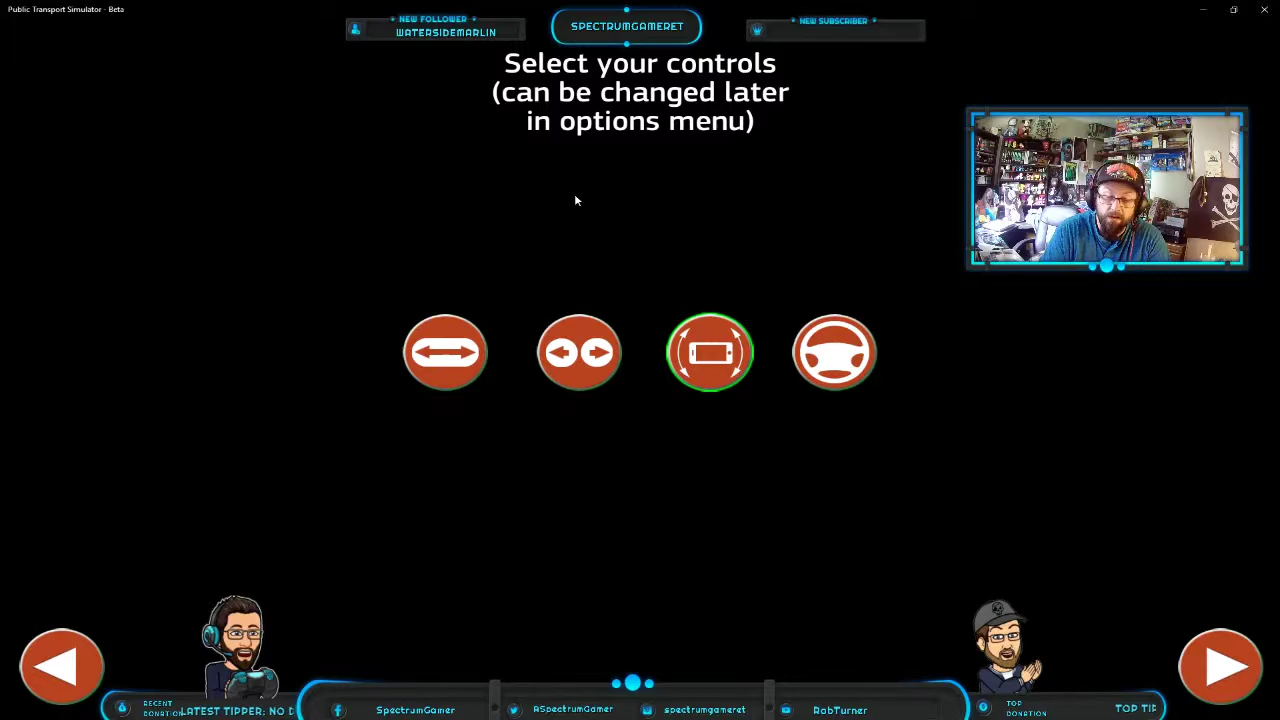 Public Transport Simulator - Beta
NEW FOLLOWER
WATERSIDEMARLIN
SPECTRUMGAMERET
NEW SUBSCRIBER
Select your controls
(can be changed later
in options menu)
RECENT
DONATION
LATEST TIPPER: NO D
SpectrumGamer
ASpectrumGamer
spectrumgameret
RobTurner
TOP
DONATION
TOP TIP